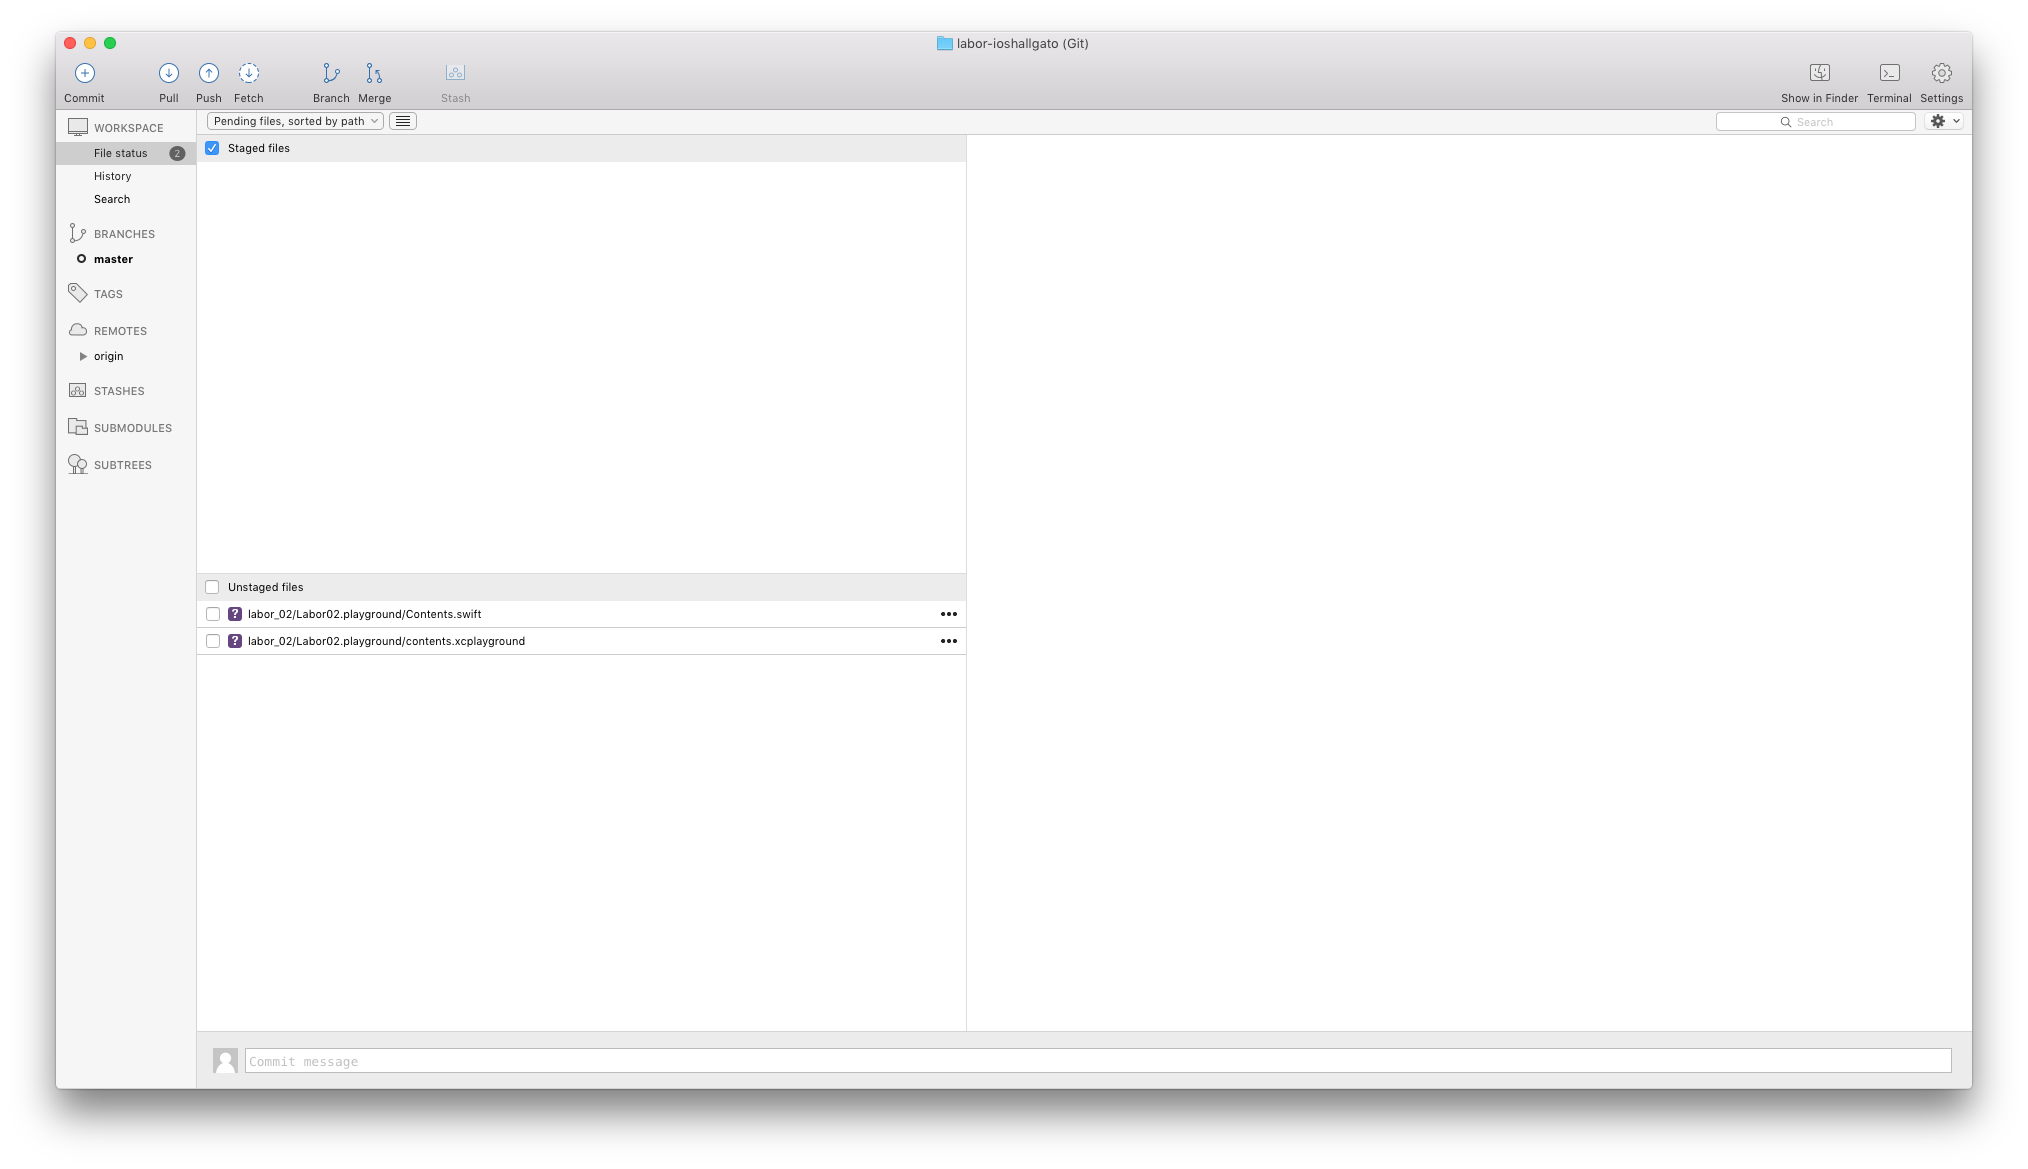 labor-ioshallgato (Git)
Commit
Pull
Push
Fetch
Branch
Merge
Stash
Show in Finder
Terminal
Settings
WORKSPACE
File status 2
History
Search
BRANCHES
master
TAGS
REMOTES
origin
STASHES
SUBMODULES
SUBTREES
Pending files, sorted by path
Search
Staged files
Unstaged files
? labor_02/Labor02.playground/Contents.swift
? labor_02/Labor02.playground/contents.xcplayground
Commit message